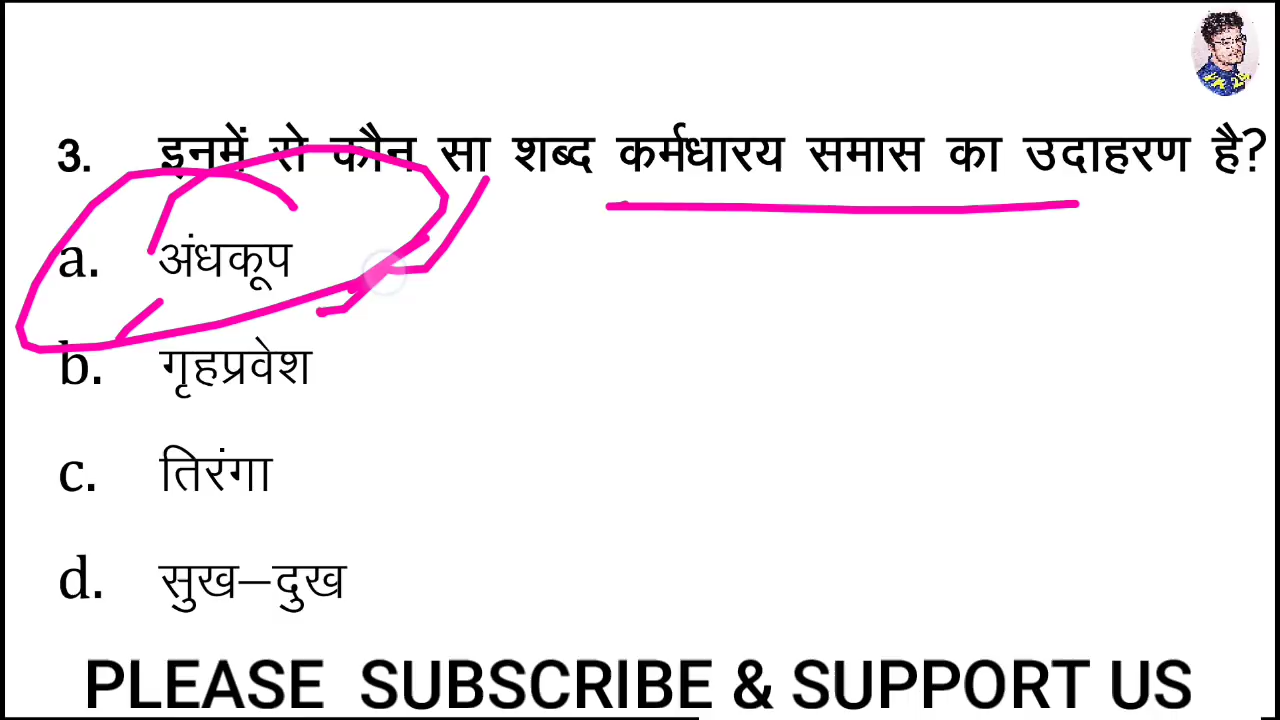 3. इनमें से कौन सा शब्द कर्मधारय समास का उदाहरण है?
a. अंधकूप
b. गृहप्रवेश
c. तिरंगा
d. सुख–दुख
PLEASE SUBSCRIBE & SUPPORT US